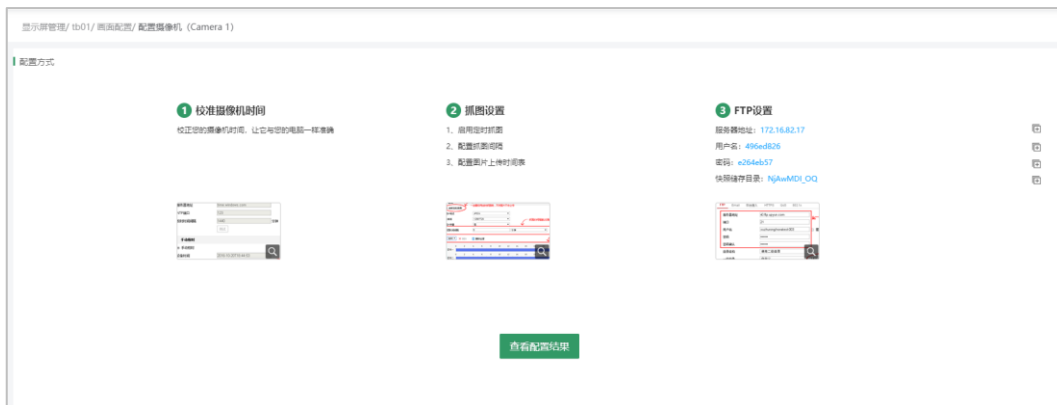 显示屏管理/ tb01/ 画面配置/ 配置摄像机（Camera 1）
配置方式
1 校准摄像机时间
校正您的摄像机时间，让它与您的电脑一样准确
2 抓图设置
1、启用定时抓图
2、配置抓图间隔
3、配置图片上传时间表
3 FTP设置
服务器地址：172.16.82.17
用户名：496ed826
密码：e264eb57
快照储存目录：NjAwMDI_OQ
查看配置结果